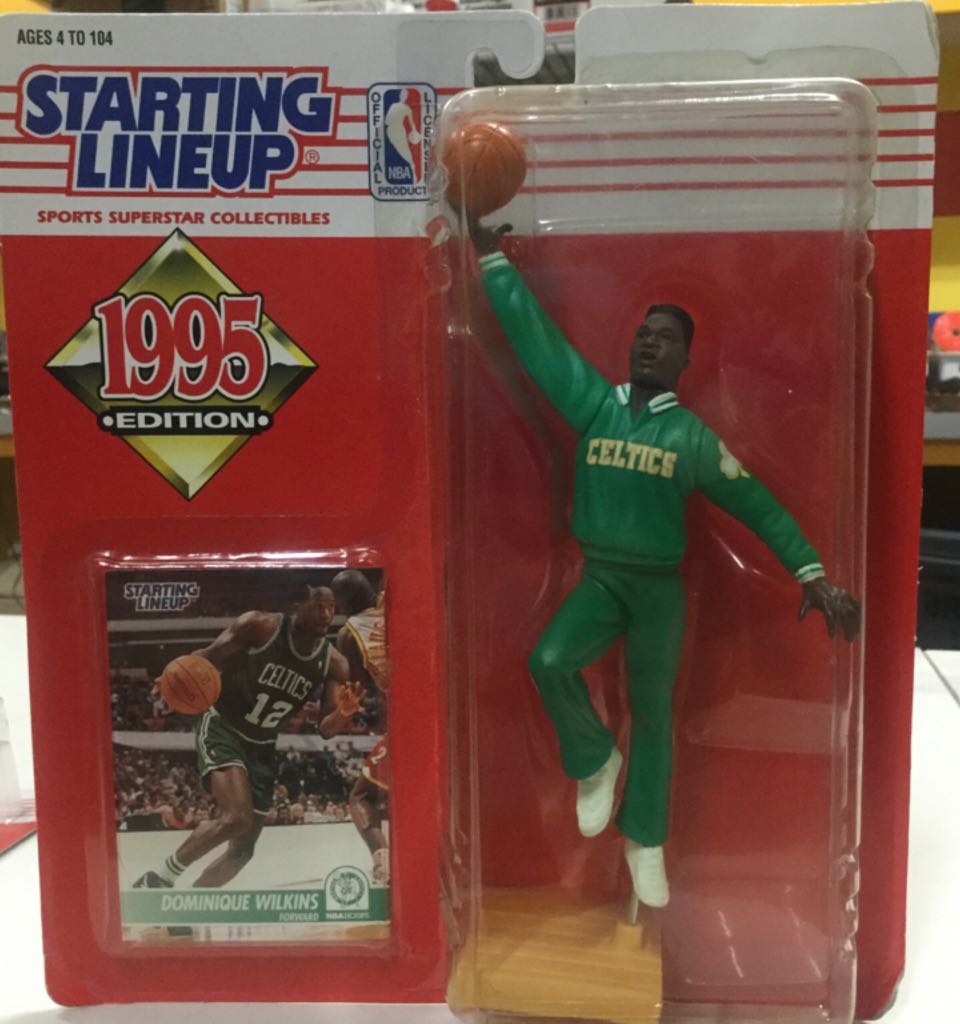 AGES 4 TO 104
STARTING
LINEUP®
SPORTS SUPERSTAR COLLECTIBLES
OFFICIAL
LICENSED
NBA
PRODUCT
1995
•EDITION•
CELTICS
STARTING
LINEUP
CELTICS
12
DOMINIQUE WILKINS
FORWARD
NBA HOOPS